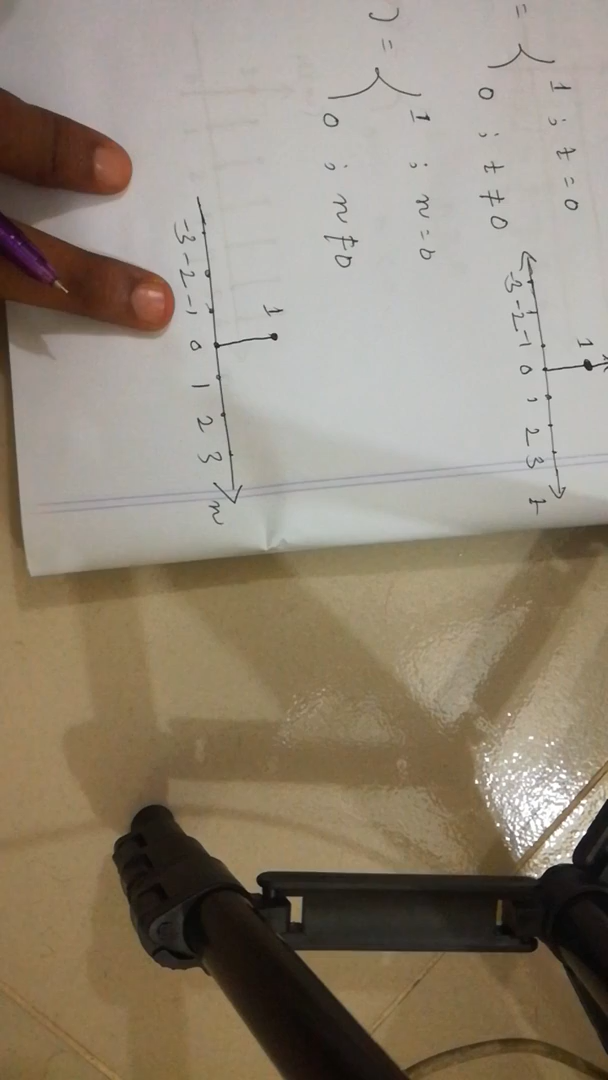 = { 1 ; t = 0
0 ; t ≠ 0
1
-3 -2 -1 0 1 2 3 t
) = { 1 ; n = 0
0 ; n ≠ 0
1
-3 -2 -1 0 1 2 3 n